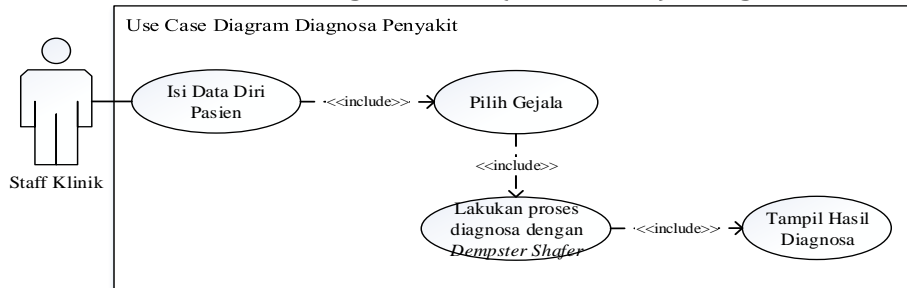 Use Case Diagram Diagnosa Penyakit
Isi Data Diri
Pasien
<<include>>
Pilih Gejala
<<include>>
Staff Klinik
Lakukan proses
diagnosa dengan
Dempster Shafer
<<include>>
Tampil Hasil
Diagnosa